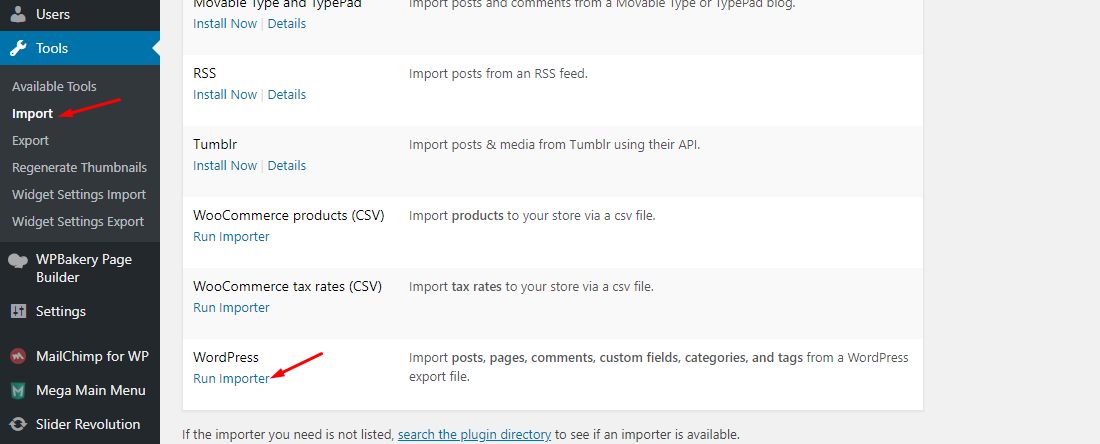 Users
Tools
Available Tools
Import
Export
Regenerate Thumbnails
Widget Settings Import
Widget Settings Export
WPBakery Page
Builder
Settings
MailChimp for WP
Mega Main Menu
Slider Revolution
Movable Type and TypePad
Import posts and comments from a Movable Type or TypePad blog.
Install Now | Details
RSS
Import posts from an RSS feed.
Install Now | Details
Tumblr
Import posts & media from Tumblr using their API.
Install Now | Details
WooCommerce products (CSV)
Import products to your store via a csv file.
Run Importer
WooCommerce tax rates (CSV)
Import tax rates to your store via a csv file.
Run Importer
WordPress
Import posts, pages, comments, custom fields, categories, and tags from a WordPress
export file.
Run Importer
If the importer you need is not listed, search the plugin directory to see if an importer is available.